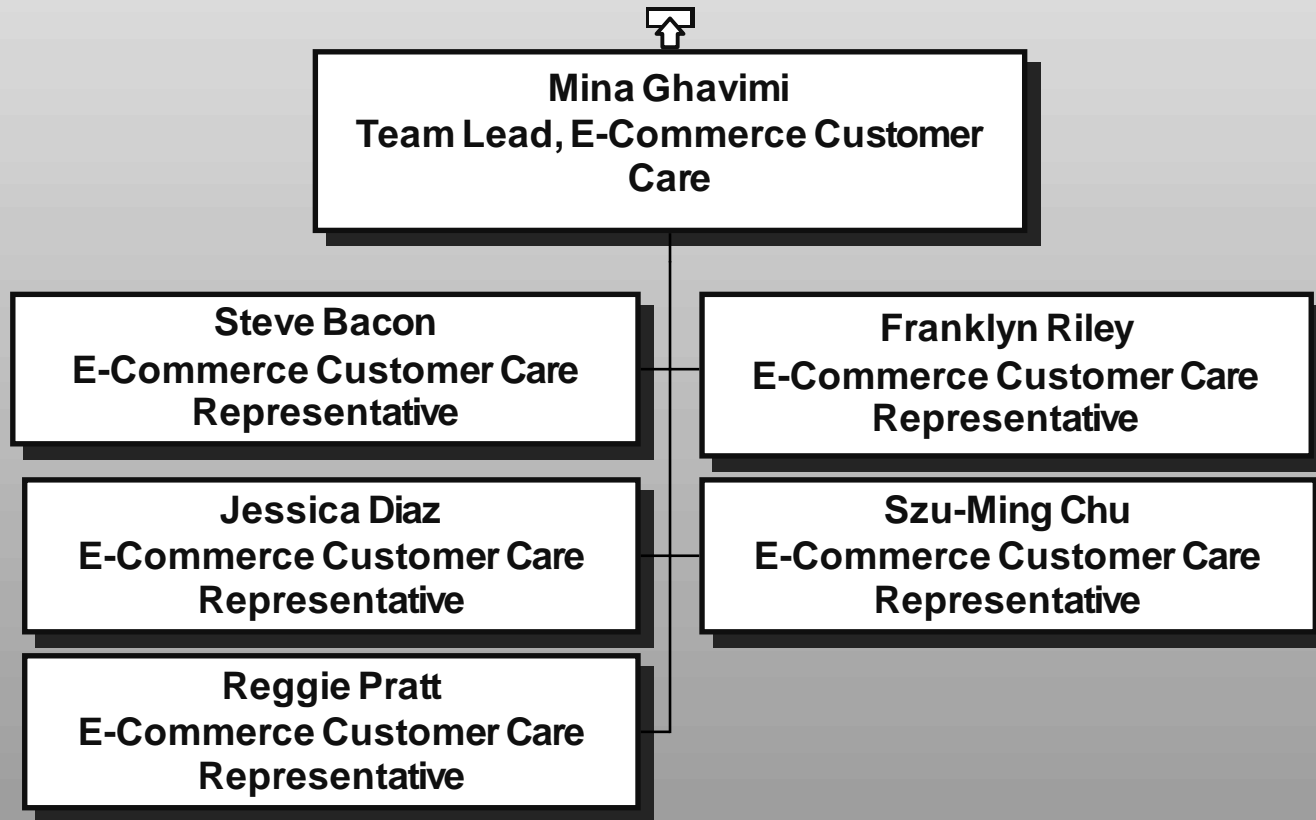 Mina Ghavimi
Team Lead, E-Commerce Customer
Care
Steve Bacon
E-Commerce Customer Care
Representative
Franklyn Riley
E-Commerce Customer Care
Representative
Jessica Diaz
E-Commerce Customer Care
Representative
Szu-Ming Chu
E-Commerce Customer Care
Representative
Reggie Pratt
E-Commerce Customer Care
Representative